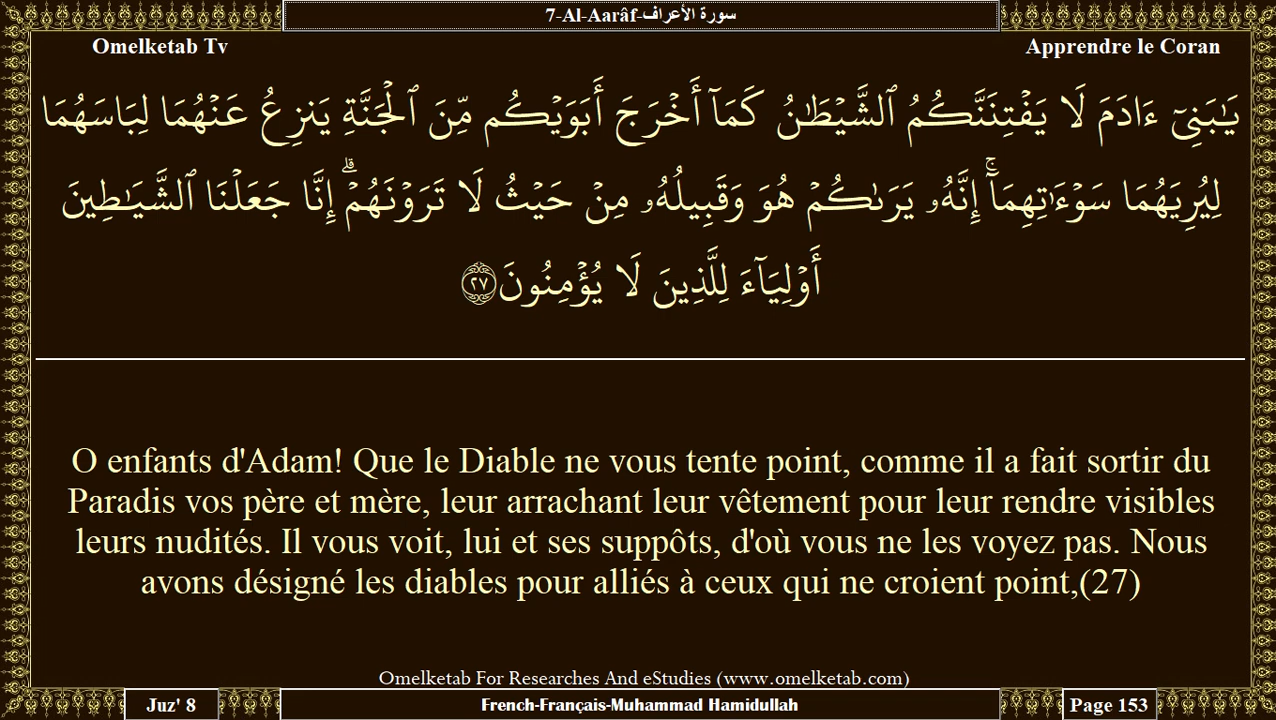 7-Al-Aarâf-سورة الأعراف
Omelketab Tv
Apprendre le Coran
يَٰبَنِىٓ ءَادَمَ لَا يَفْتِنَنَّكُمُ ٱلشَّيْطَٰنُ كَمَآ أَخْرَجَ أَبَوَيْكُم مِّنَ ٱلْجَنَّةِ يَنزِعُ عَنْهُمَا لِبَاسَهُمَا
لِيُرِيَهُمَا سَوْءَٰتِهِمَآ ۚ إِنَّهُۥ يَرَىٰكُمْ هُوَ وَقَبِيلُهُۥ مِنْ حَيْثُ لَا تَرَوْنَهُمْ ۗ إِنَّا جَعَلْنَا ٱلشَّيَٰطِينَ
أَوْلِيَآءَ لِلَّذِينَ لَا يُؤْمِنُونَ ٢٧
O enfants d'Adam! Que le Diable ne vous tente point, comme il a fait sortir du
Paradis vos père et mère, leur arrachant leur vêtement pour leur rendre visibles
leurs nudités. Il vous voit, lui et ses suppôts, d'où vous ne les voyez pas. Nous
avons désigné les diables pour alliés à ceux qui ne croient point,(27)
Omelketab For Researches And eStudies (www.omelketab.com)
Juz' 8
French-Français-Muhammad Hamidullah
Page 153